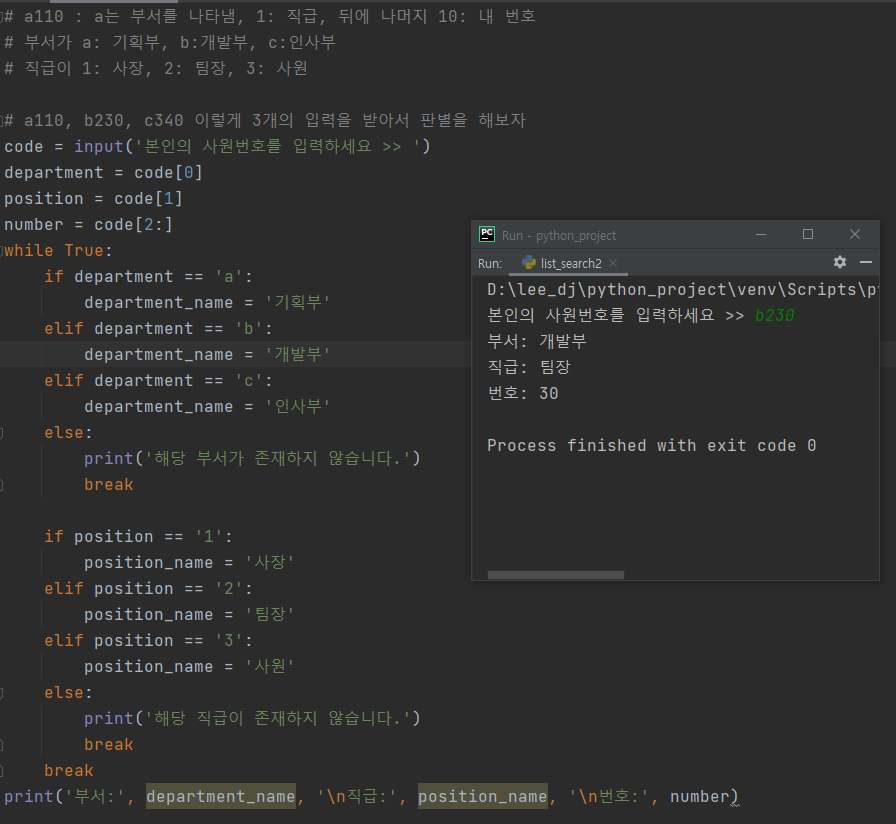 # a110 : a는 부서를 나타냄, 1: 직급, 뒤에 나머지 10: 내 번호
# 부서가 a: 기획부, b:개발부, c:인사부
# 직급이 1: 사장, 2: 팀장, 3: 사원
# a110, b230, c340 이렇게 3개의 입력을 받아서 판별을 해보자
code = input('본인의 사원번호를 입력하세요 >> ')
department = code[0]
position = code[1]
number = code[2:]
while True:
    if department == 'a':
        department_name = '기획부'
    elif department == 'b':
        department_name = '개발부'
    elif department == 'c':
        department_name = '인사부'
    else:
        print('해당 부서가 존재하지 않습니다.')
        break
    if position == '1':
        position_name = '사장'
    elif position == '2':
        position_name = '팀장'
    elif position == '3':
        position_name = '사원'
    else:
        print('해당 직급이 존재하지 않습니다.')
        break
    break
print('부서:', department_name, '\n직급:', position_name, '\n번호:', number)
PC Run - python_project
Run: list_search2
D:\lee_dj\python_project\venv\Scripts\p
본인의 사원번호를 입력하세요 >> b230
부서: 개발부
직급: 팀장
번호: 30
Process finished with exit code 0